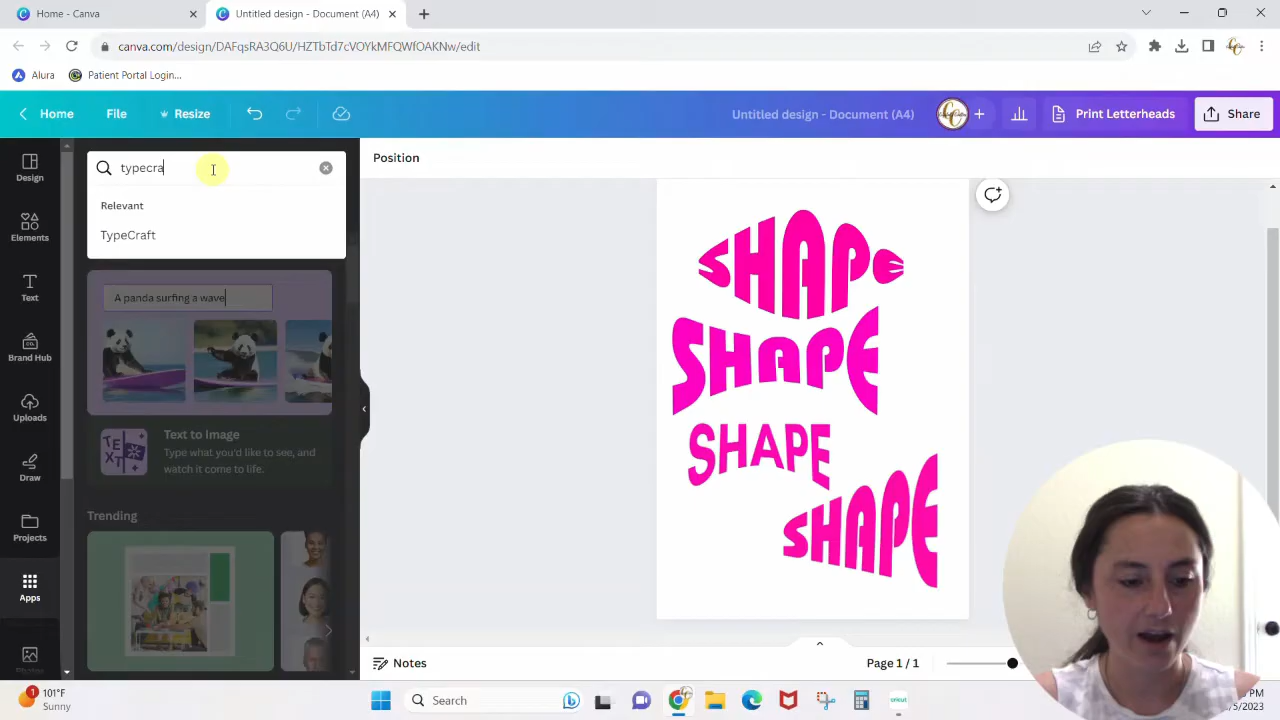 Home - Canva
Untitled design - Document (A4)
canva.com/design/DAFqsRA3Q6U/HZTbTd7cVOYkMFQWfOAKNw/edit
Alura
Patient Portal Login...
Home
File
Resize
Untitled design - Document (A4)
Print Letterheads
Share
Design
Elements
Text
Brand Hub
Uploads
Draw
Projects
Apps
typecra
Relevant
TypeCraft
A panda surfing a wave
Text to Image
Type what you'd like to see, and
watch it come to life.
Trending
Position
SHAPE
SHAPE
SHAPE
SHAPE
Notes
Page 1 / 1
101°F
Sunny
Search
cricut